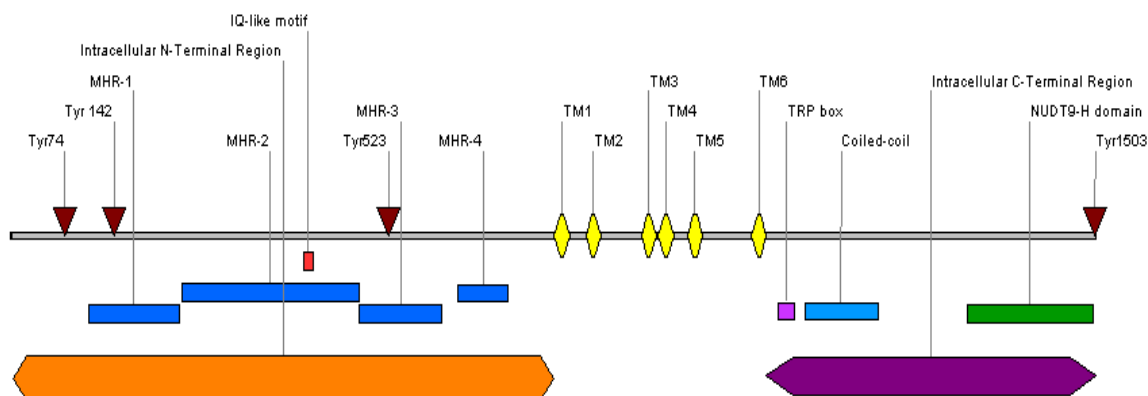 IQ-like motif
Intracellular N-Terminal Region
MHR-1
MHR-3
TM1
TM3
TM4
TM6
Intracellular C-Terminal Region
Tyr 142
TRP box
NUDT9-H domain
Tyr74
MHR-2
Tyr523
MHR-4
TM2
TM5
Coiled-coil
Tyr1503